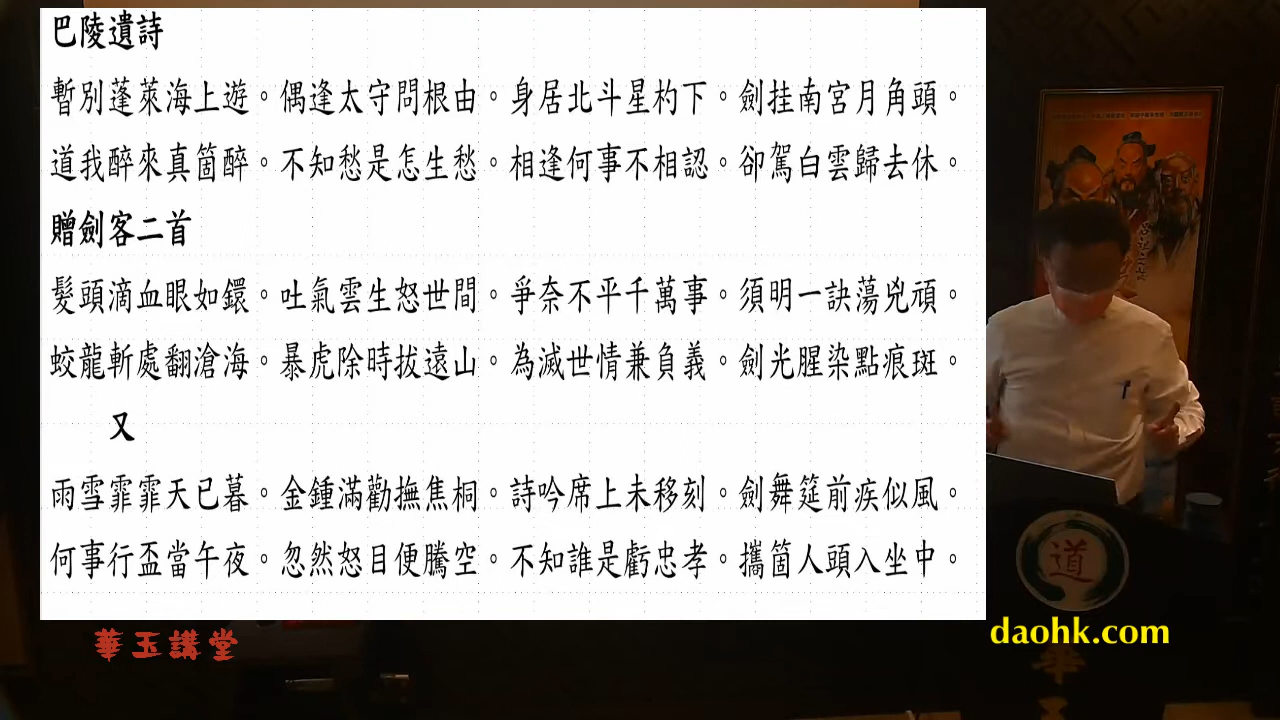 巴陵遺詩
暫別蓬萊海上遊。偶逢太守問根由。身居北斗星杓下。劍挂南宮月角頭。
道我醉來真箇醉。不知愁是怎生愁。相逢何事不相認。卻駕白雲歸去休。
贈劍客二首
髮頭滴血眼如鐶。吐氣雲生怒世間。爭奈不平千萬事。須明一訣蕩兇頑。
蛟龍斬處翻滄海。暴虎除時拔遠山。為滅世情兼負義。劍光腥染點痕斑。
又
雨雪霏霏天已暮。金鍾滿勸撫焦桐。詩吟席上未移刻。劍舞筵前疾似風。
何事行盃當午夜。忽然怒目便騰空。不知誰是虧忠孝。攜箇人頭入坐中。
道
daohk.com
華玉講堂
華